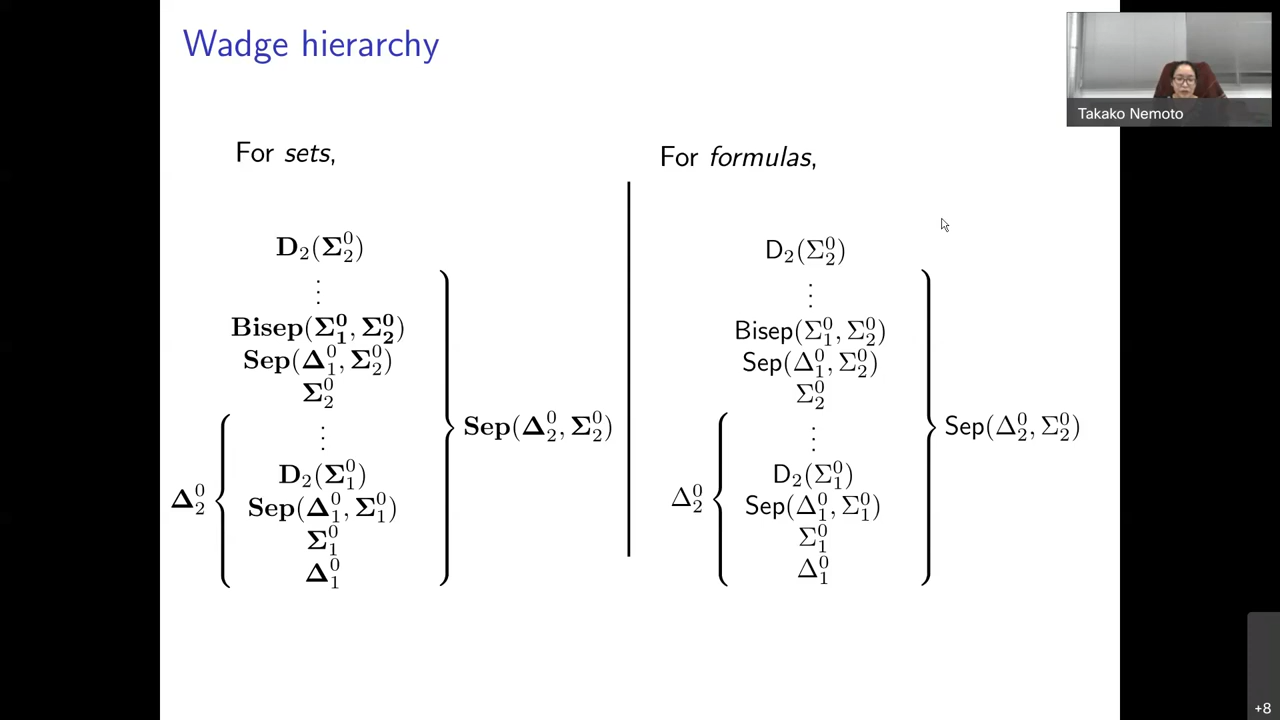 Wadge hierarchy
Takako Nemoto
For sets,
𝐃₂(𝚺⁰₂)
⋮
𝐁𝐢𝐬𝐞𝐩(𝚺⁰₁, 𝚺⁰₂)
𝐒𝐞𝐩(𝚫⁰₁, 𝚺⁰₂)
𝚺⁰₂
⋮
𝐃₂(𝚺⁰₁)
𝐒𝐞𝐩(𝚫⁰₁, 𝚺⁰₁)
𝚺⁰₁
𝚫⁰₁
𝚫⁰₂
𝐒𝐞𝐩(𝚫⁰₂, 𝚺⁰₂)
For formulas,
D₂(Σ⁰₂)
⋮
Bisep(Σ⁰₁, Σ⁰₂)
Sep(Δ⁰₁, Σ⁰₂)
Σ⁰₂
⋮
D₂(Σ⁰₁)
Sep(Δ⁰₁, Σ⁰₁)
Σ⁰₁
Δ⁰₁
Δ⁰₂
Sep(Δ⁰₂, Σ⁰₂)
+8